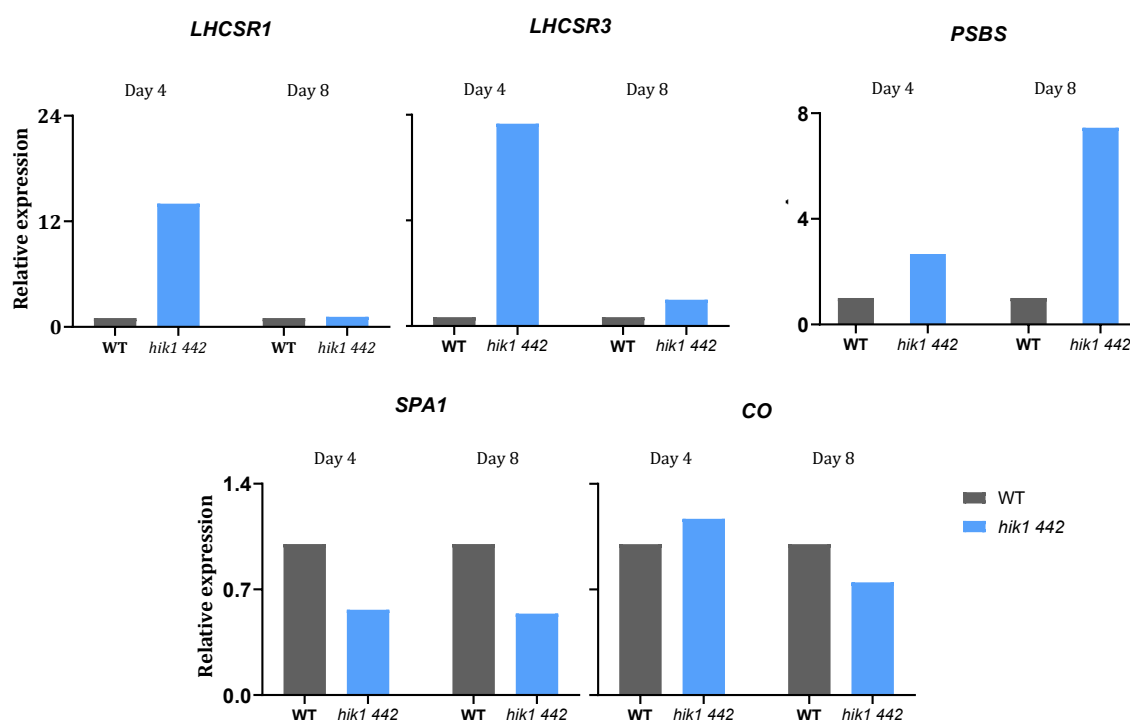 LHCSR1
LHCSR3
PSBS
Day 4
Day 8
Day 4
Day 8
Day 4
Day 8
Relative expression
24
12
0
8
4
0
WT
hik1 442
WT
hik1 442
WT
hik1 442
WT
hik1 442
WT
hik1 442
WT
hik1 442
SPA1
CO
Day 4
Day 8
Day 4
Day 8
Relative expression
1.4
0.7
0.0
WT
hik1 442
WT
hik1 442
WT
hik1 442
WT
hik1 442
WT
hik1 442